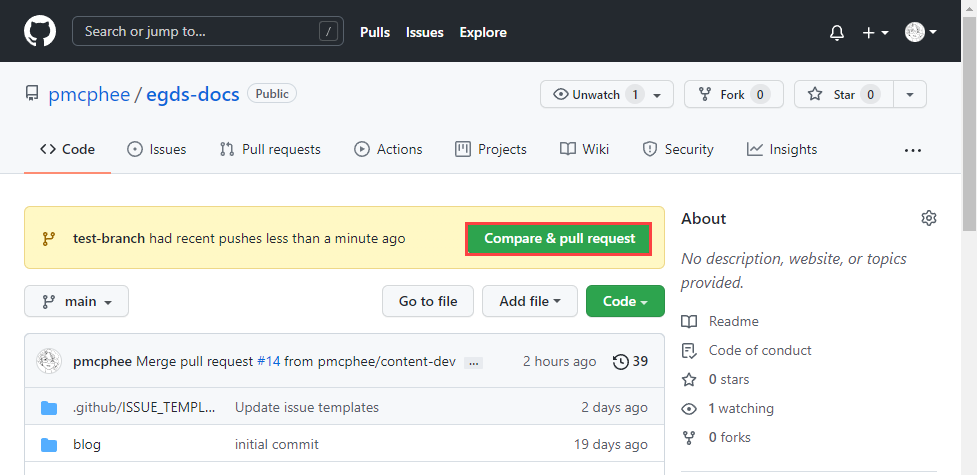 Search or jump to... /
Pulls Issues Explore
pmcphee / egds-docs Public
Unwatch 1 Fork 0 Star 0
Code Issues Pull requests Actions Projects Wiki Security Insights ...
test-branch had recent pushes less than a minute ago Compare & pull request
main Go to file Add file Code
pmcphee Merge pull request #14 from pmcphee/content-dev ... 2 hours ago 39
.github/ISSUE_TEMPL... Update issue templates 2 days ago
blog initial commit 19 days ago
About
No description, website, or topics
provided.
Readme
Code of conduct
0 stars
1 watching
0 forks